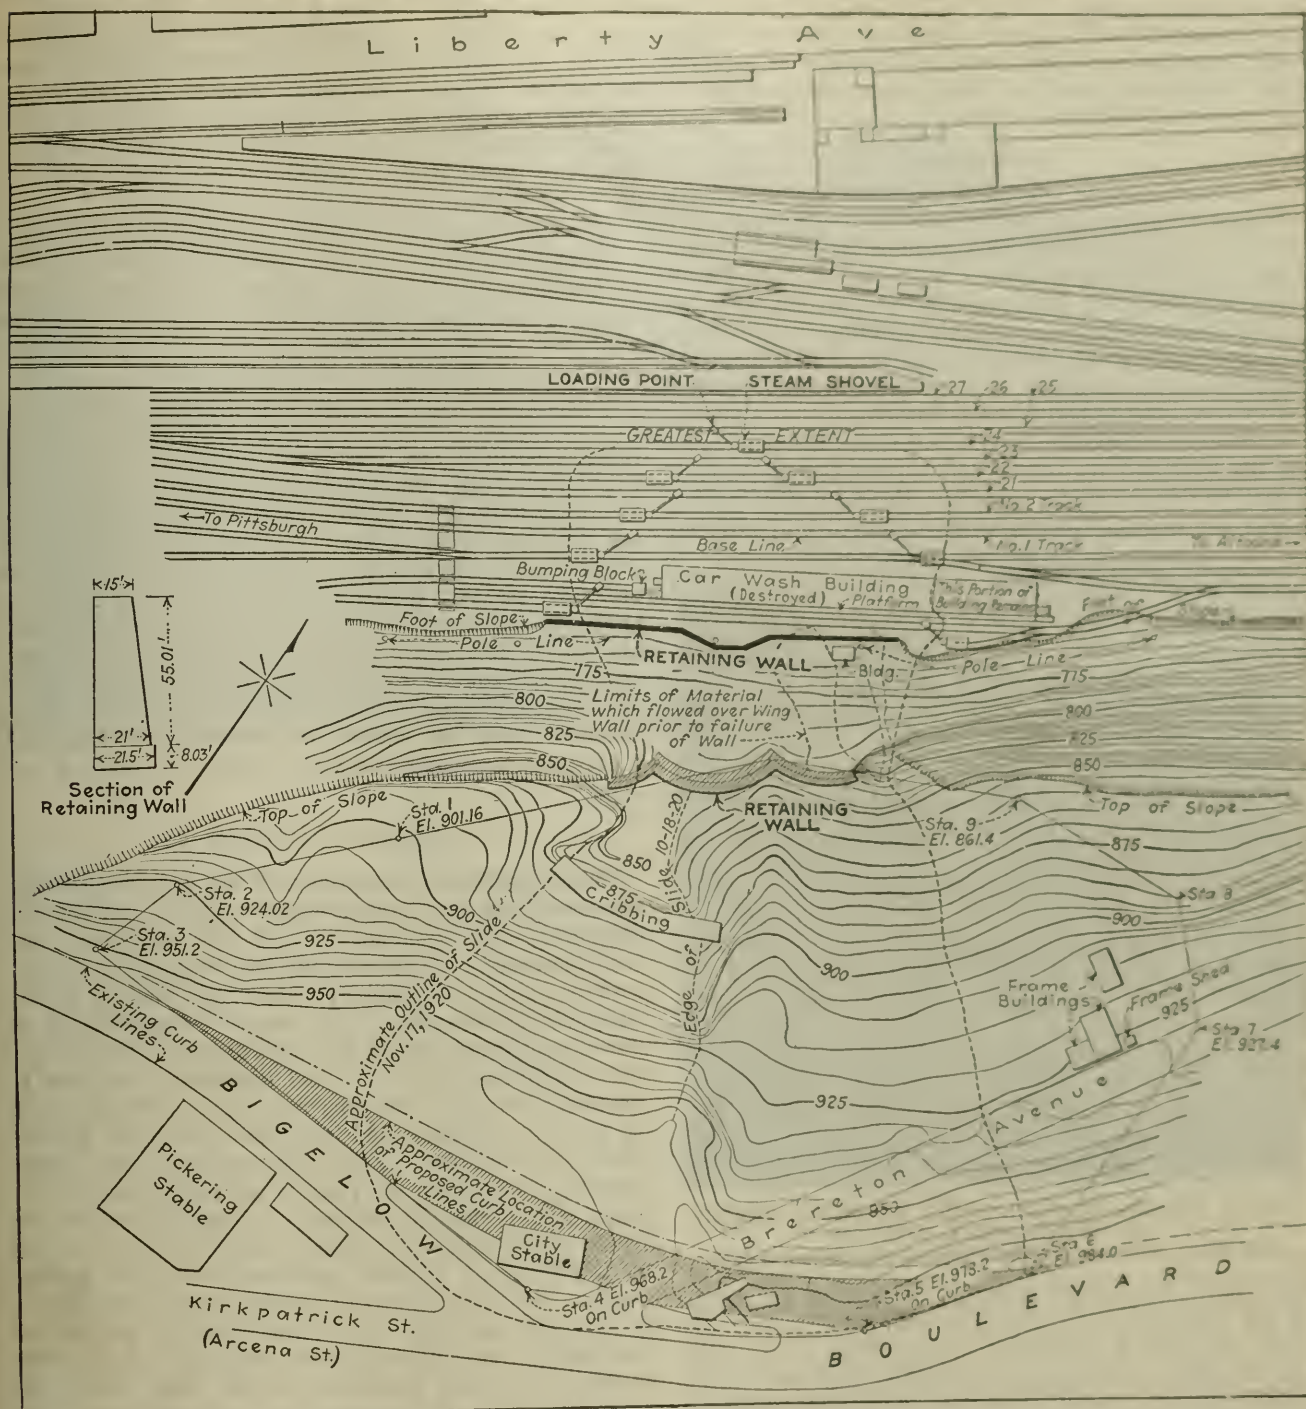 Liberty Ave
LOADING POINT
STEAM SHOVEL
27
26
25
GREATEST EXTENT
24
23
22
21
No. 2 Track
←To Pittsburgh
Base Line
No. 1 Track
Bumping Block
Car Wash Building
(Destroyed)
Platform
This Portion of
Building
15'
55.01'
21'
21.5'
8.03'
Section of
Retaining Wall
Foot of Slope
Foot of
Pole Line
RETAINING WALL
Bldg.
Pole Line
775
775
800
800
825
825
850
850
Limits of Material
which flowed over Wing
Wall prior to failure
of Wall
Top of Slope
Sta. 1
El. 901.16
RETAINING
WALL
Sta. 9
El. 861.4
Top of Slope
Edge of Slide 10-18-20
850
875
Cribbing
875
Sta. 2
El. 924.02
900
Sta. 8
Sta. 3
El. 951.2
925
900
900
950
Existing Curb
Lines
Approximate Outline of Slide
Nov. 17, 1920
Frame
Buildings
Frame Shed
925
Sta. 7
El. 927.4
925
BIGELOW
Pickering
Stable
Approximate Location
of Proposed Curb
Lines
Brereton Avenue
850
City
Stable
Sta. 4 El. 968.2
On Curb
Sta. 5 El. 978.2
On Curb
Sta. 6
El. 984.0
BOULEVARD
Kirkpatrick St.
(Arcena St.)